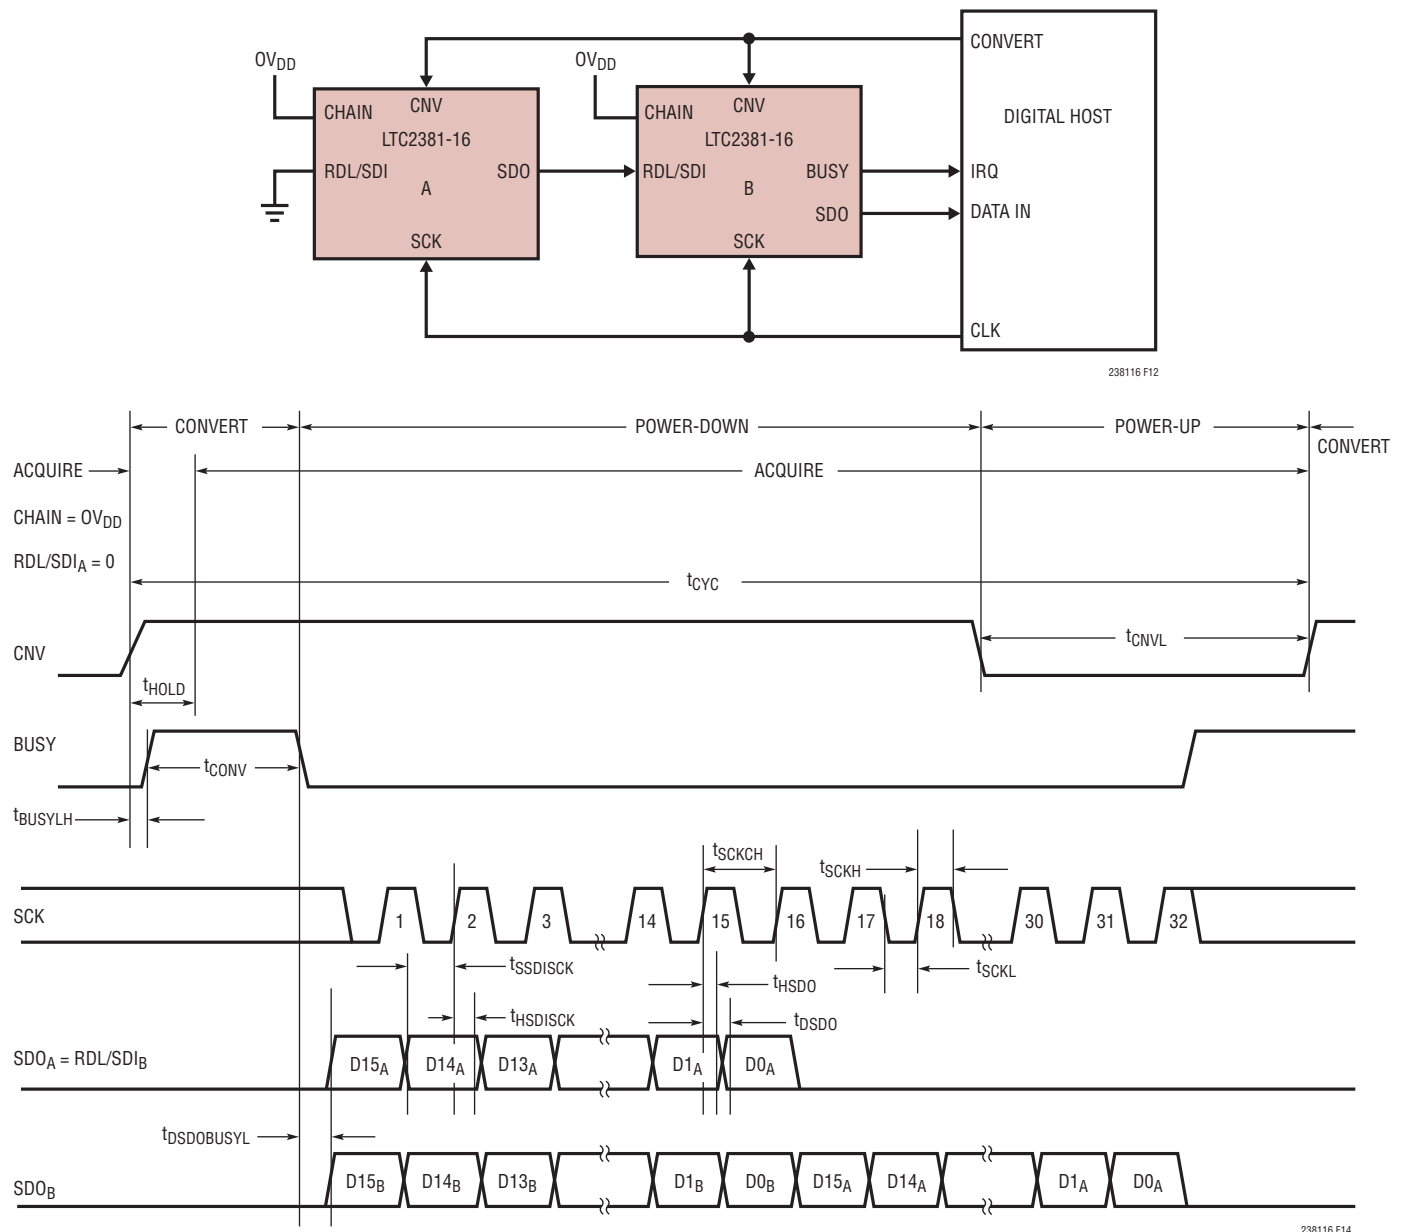 CONVERT
OVDD
OVDD
CHAIN
CNV
CHAIN
CNV
DIGITAL HOST
LTC2381-16
LTC2381-16
RDL/SDI
SDO
RDL/SDI
BUSY
IRQ
A
B
SDO
DATA IN
SCK
SCK
CLK
238116 F12
CONVERT
POWER-DOWN
POWER-UP
CONVERT
ACQUIRE
ACQUIRE
CHAIN = OVDD
RDL/SDIA = 0
tCYC
CNV
tCNVL
tHOLD
BUSY
tCONV
tBUSYLH
tSCKCH
tSCKH
SCK
1
2
3
14
15
16
17
18
30
31
32
tSSDISCK
tHSDO
tSCKL
tHSDISCK
tDSDO
SDOA = RDL/SDIB
D15A
D14A
D13A
D1A
D0A
tDSDOBUSYL
SDOB
D15B
D14B
D13B
D1B
D0B
D15A
D14A
D1A
D0A
238116 F14